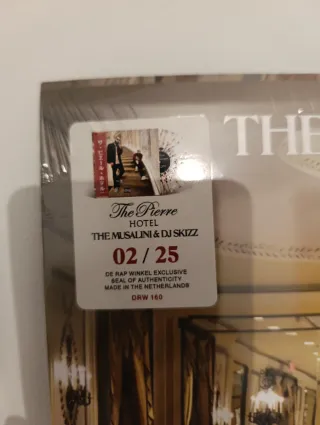 THE
The Pierre
HOTEL
THE MUSALINI & DJ SKIZZ
02 / 25
DE RAP WINKEL EXCLUSIVE
SEAL OF AUTHENTICITY
MADE IN THE NETHERLANDS
DRW 160